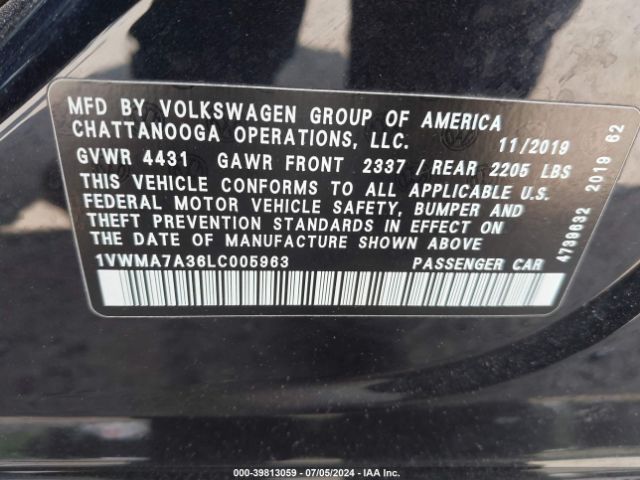 MFD BY VOLKSWAGEN GROUP OF AMERICA
CHATTANOOGA OPERATIONS, LLC. 11/2019
GVWR 4431 GAWR FRONT 2337 / REAR 2205 LBS
THIS VEHICLE CONFORMS TO ALL APPLICABLE U.S.
FEDERAL MOTOR VEHICLE SAFETY, BUMPER AND
THEFT PREVENTION STANDARDS IN EFFECT ON
THE DATE OF MANUFACTURE SHOWN ABOVE
1VWMA7A36LC005963 PASSENGER CAR
4739632 2019 62
000-39813059 - 07/05/2024 - IAA Inc.